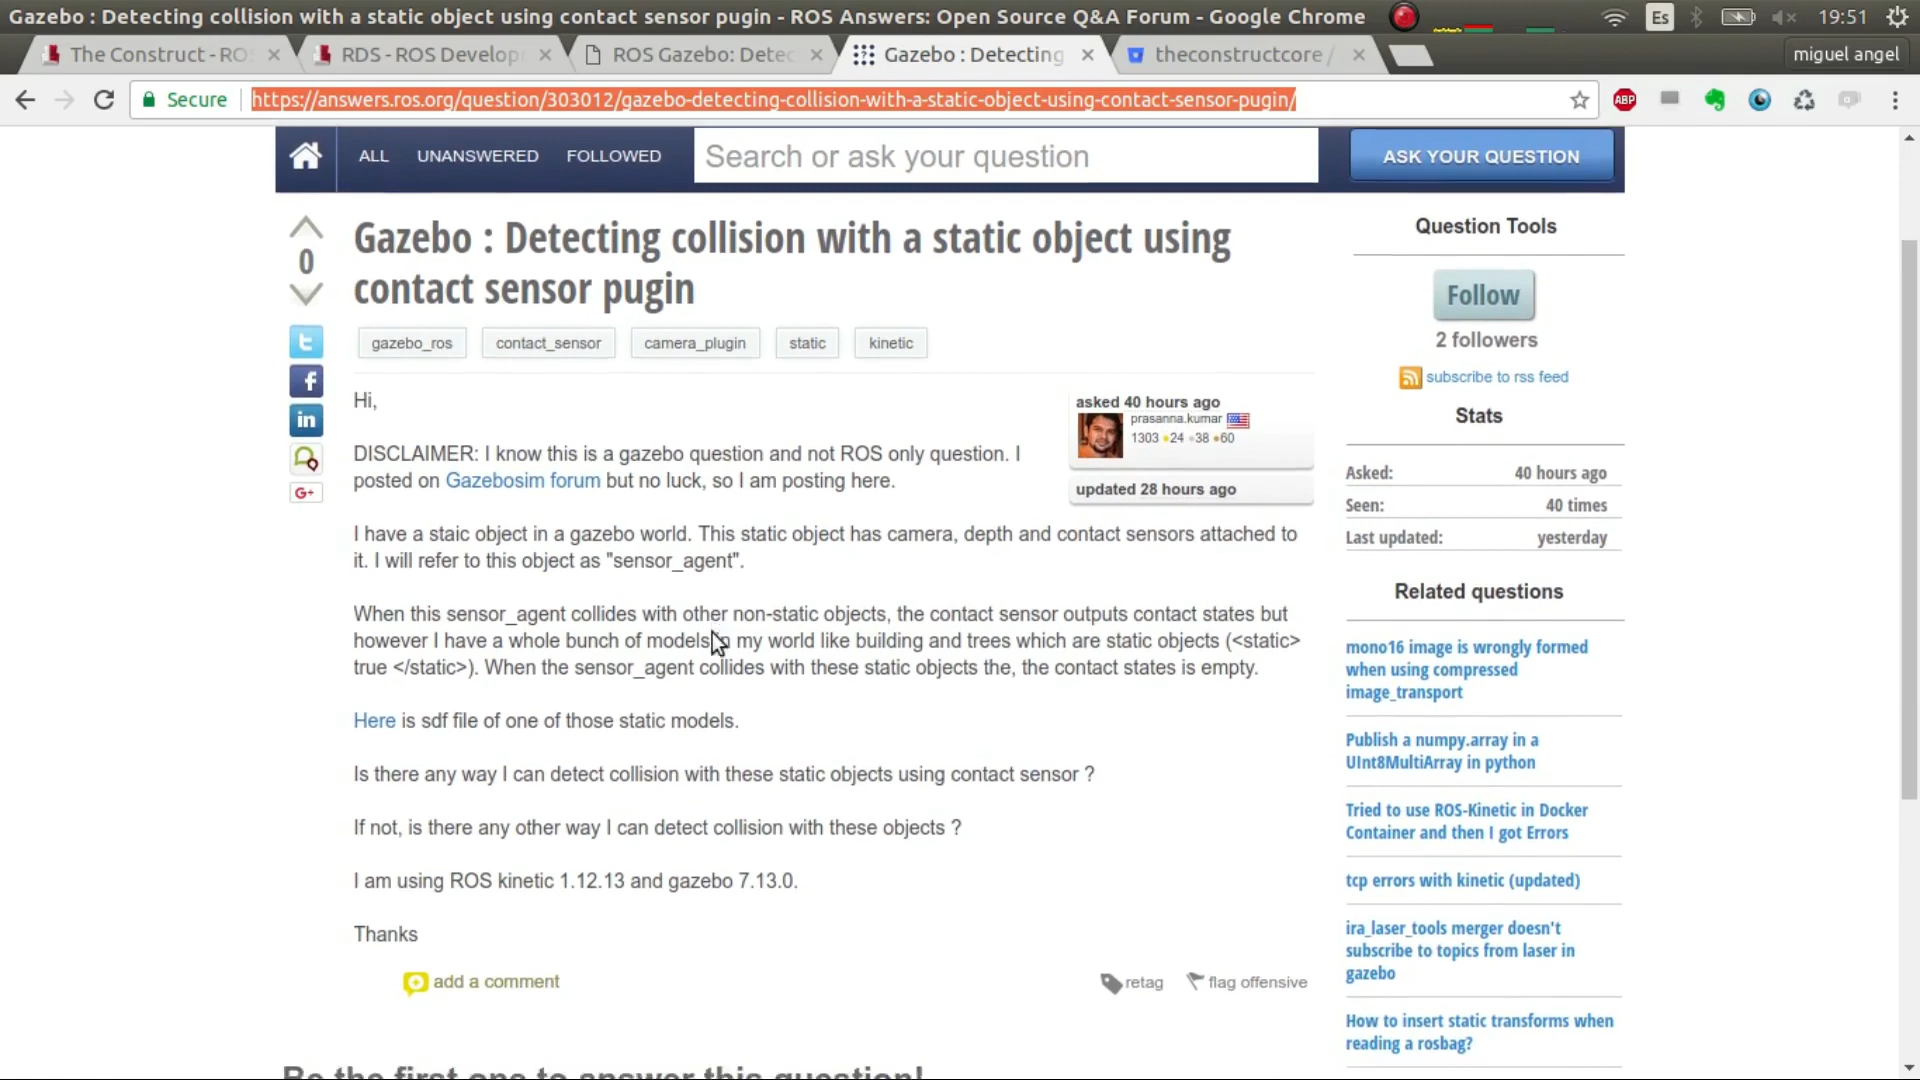 Gazebo : Detecting collision with a static object using contact sensor pugin - ROS Answers: Open Source Q&A Forum - Google Chrome
Es
19:51
The Construct - RO
RDS - ROS Develop
ROS Gazebo: Detec
Gazebo : Detecting
theconstructcore /
miguel angel
Secure
https://answers.ros.org/question/303012/gazebo-detecting-collision-with-a-static-object-using-contact-sensor-pugin/
ABP
ALL
UNANSWERED
FOLLOWED
Search or ask your question
ASK YOUR QUESTION
0
Gazebo : Detecting collision with a static object using
contact sensor pugin
gazebo_ros
contact_sensor
camera_plugin
static
kinetic
Hi,
asked 40 hours ago
prasanna.kumar
1303 24 38 60
updated 28 hours ago
DISCLAIMER: I know this is a gazebo question and not ROS only question. I
posted on Gazebosim forum but no luck, so I am posting here.
I have a staic object in a gazebo world. This static object has camera, depth and contact sensors attached to
it. I will refer to this object as "sensor_agent".
When this sensor_agent collides with other non-static objects, the contact sensor outputs contact states but
however I have a whole bunch of models in my world like building and trees which are static objects (<static>
true </static>). When the sensor_agent collides with these static objects the, the contact states is empty.
Here is sdf file of one of those static models.
Is there any way I can detect collision with these static objects using contact sensor ?
If not, is there any other way I can detect collision with these objects ?
I am using ROS kinetic 1.12.13 and gazebo 7.13.0.
Thanks
add a comment
retag
flag offensive
Be the first one to answer this question!
Question Tools
Follow
2 followers
subscribe to rss feed
Stats
Asked: 40 hours ago
Seen: 40 times
Last updated: yesterday
Related questions
mono16 image is wrongly formed
when using compressed
image_transport
Publish a numpy.array in a
UInt8MultiArray in python
Tried to use ROS-Kinetic in Docker
Container and then I got Errors
tcp errors with kinetic (updated)
ira_laser_tools merger doesn't
subscribe to topics from laser in
gazebo
How to insert static transforms when
reading a rosbag?